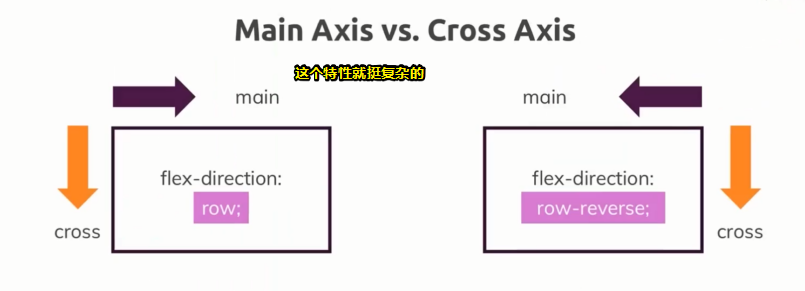 Main Axis vs. Cross Axis
这个特性就挺复杂的
main
main
flex-direction:
row;
cross
flex-direction:
row-reverse;
cross